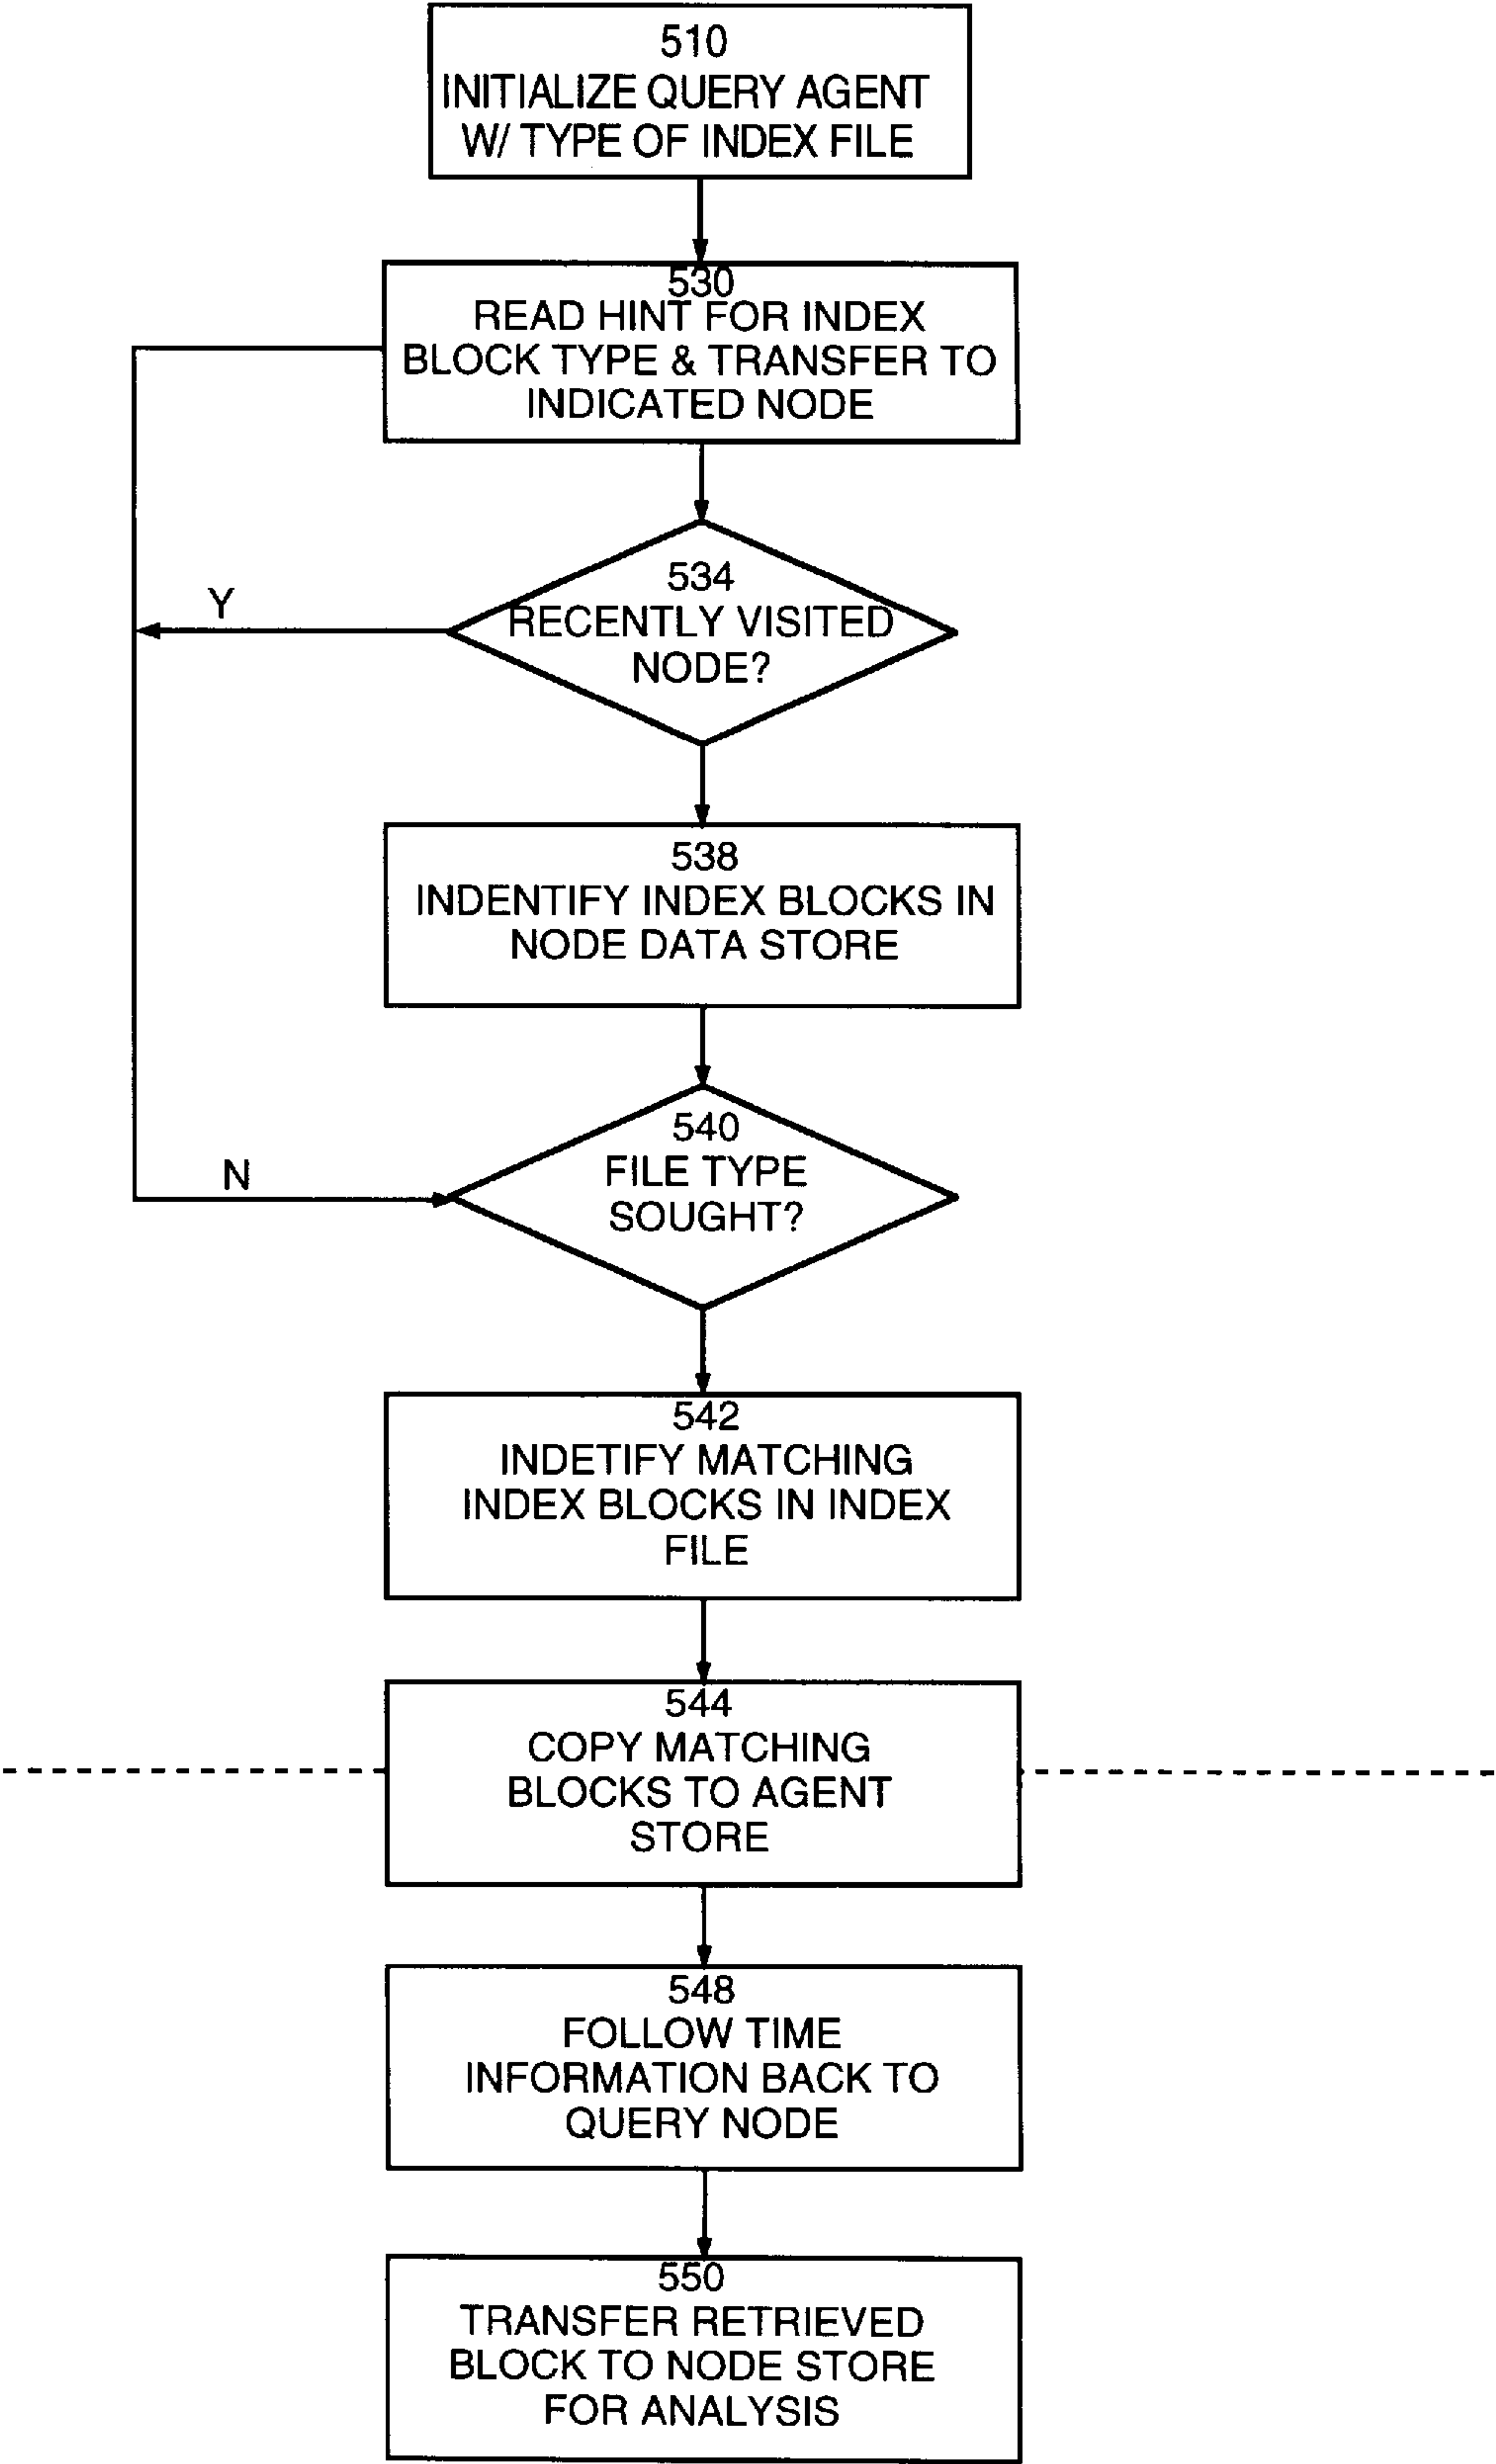 510
INITIALIZE QUERY AGENT
W/ TYPE OF INDEX FILE
530
READ HINT FOR INDEX
BLOCK TYPE & TRANSFER TO
INDICATED NODE
534
RECENTLY VISITED
NODE?
Y
538
INDENTIFY INDEX BLOCKS IN
NODE DATA STORE
540
FILE TYPE
SOUGHT?
N
542
INDETIFY MATCHING
INDEX BLOCKS IN INDEX
FILE
544
COPY MATCHING
BLOCKS TO AGENT
STORE
548
FOLLOW TIME
INFORMATION BACK TO
QUERY NODE
550
TRANSFER RETRIEVED
BLOCK TO NODE STORE
FOR ANALYSIS